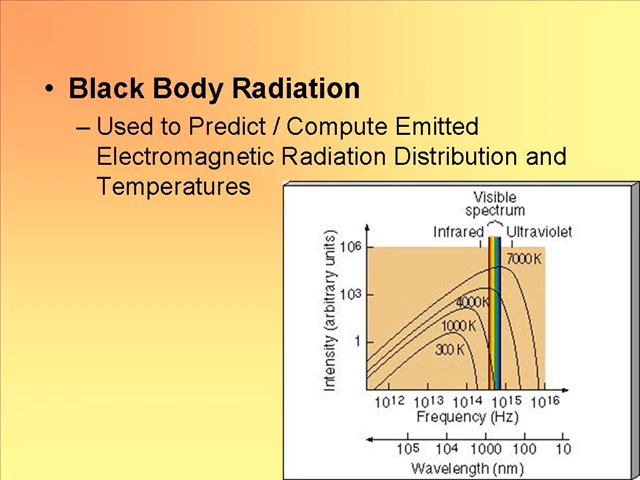 • Black Body Radiation
– Used to Predict / Compute Emitted
Electromagnetic Radiation Distribution and
Temperatures
Visible
spectrum
Infrared
Ultraviolet
Intensity (arbitrary units)
10⁶
10³
1
7000 K
4000K
1000 K
300 K
10¹² 10¹³ 10¹⁴ 10¹⁵ 10¹⁶
Frequency (Hz)
10⁵ 10⁴ 1000 100 10
Wavelength (nm)